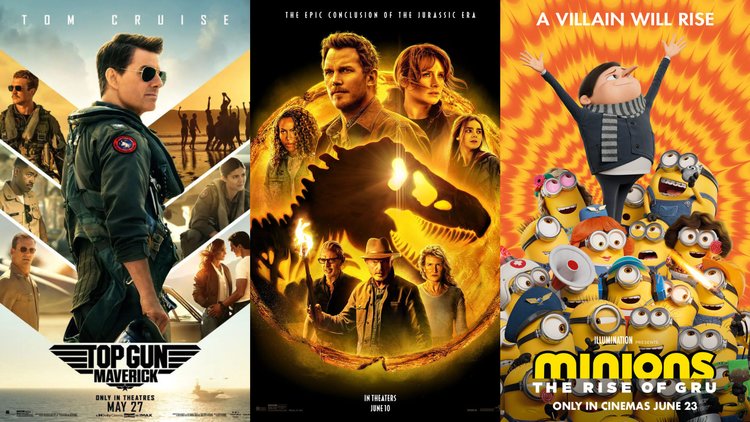 TOM CRUISE
TOP GUN
MAVERICK
ONLY IN THEATRES
MAY 27
THE EPIC CONCLUSION OF THE JURASSIC ERA
IN THEATERS
JUNE 10
A VILLAIN WILL RISE
ILLUMINATION PRESENTS
minions
THE RISE OF GRU
ONLY IN CINEMAS JUNE 23